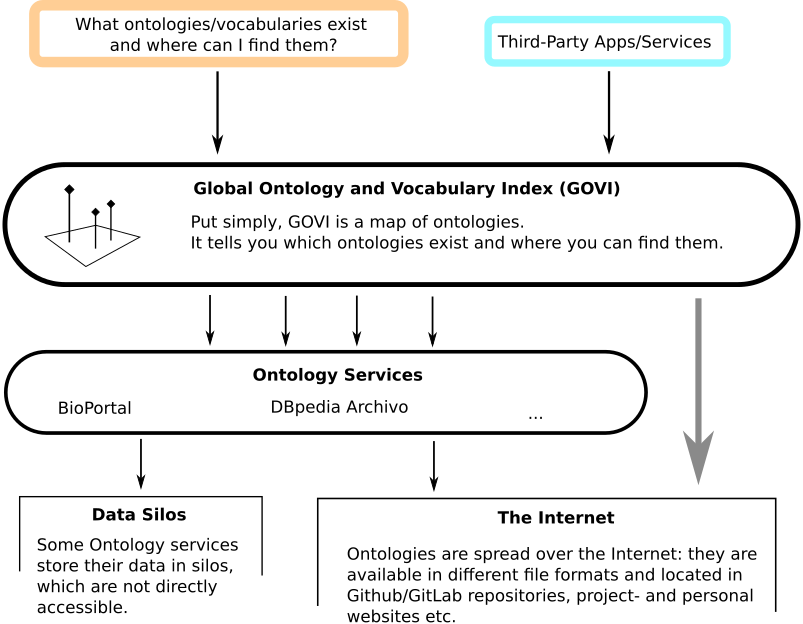 What ontologies/vocabularies exist
and where can I find them?
Third-Party Apps/Services
Global Ontology and Vocabulary Index (GOVI)
Put simply, GOVI is a map of ontologies.
It tells you which ontologies exist and where you can find them.
Ontology Services
BioPortal
DBpedia Archivo
...
Data Silos
Some Ontology services
store their data in silos,
which are not directly
accessible.
The Internet
Ontologies are spread over the Internet: they are
available in different file formats and located in
Github/GitLab repositories, project- and personal
websites etc.